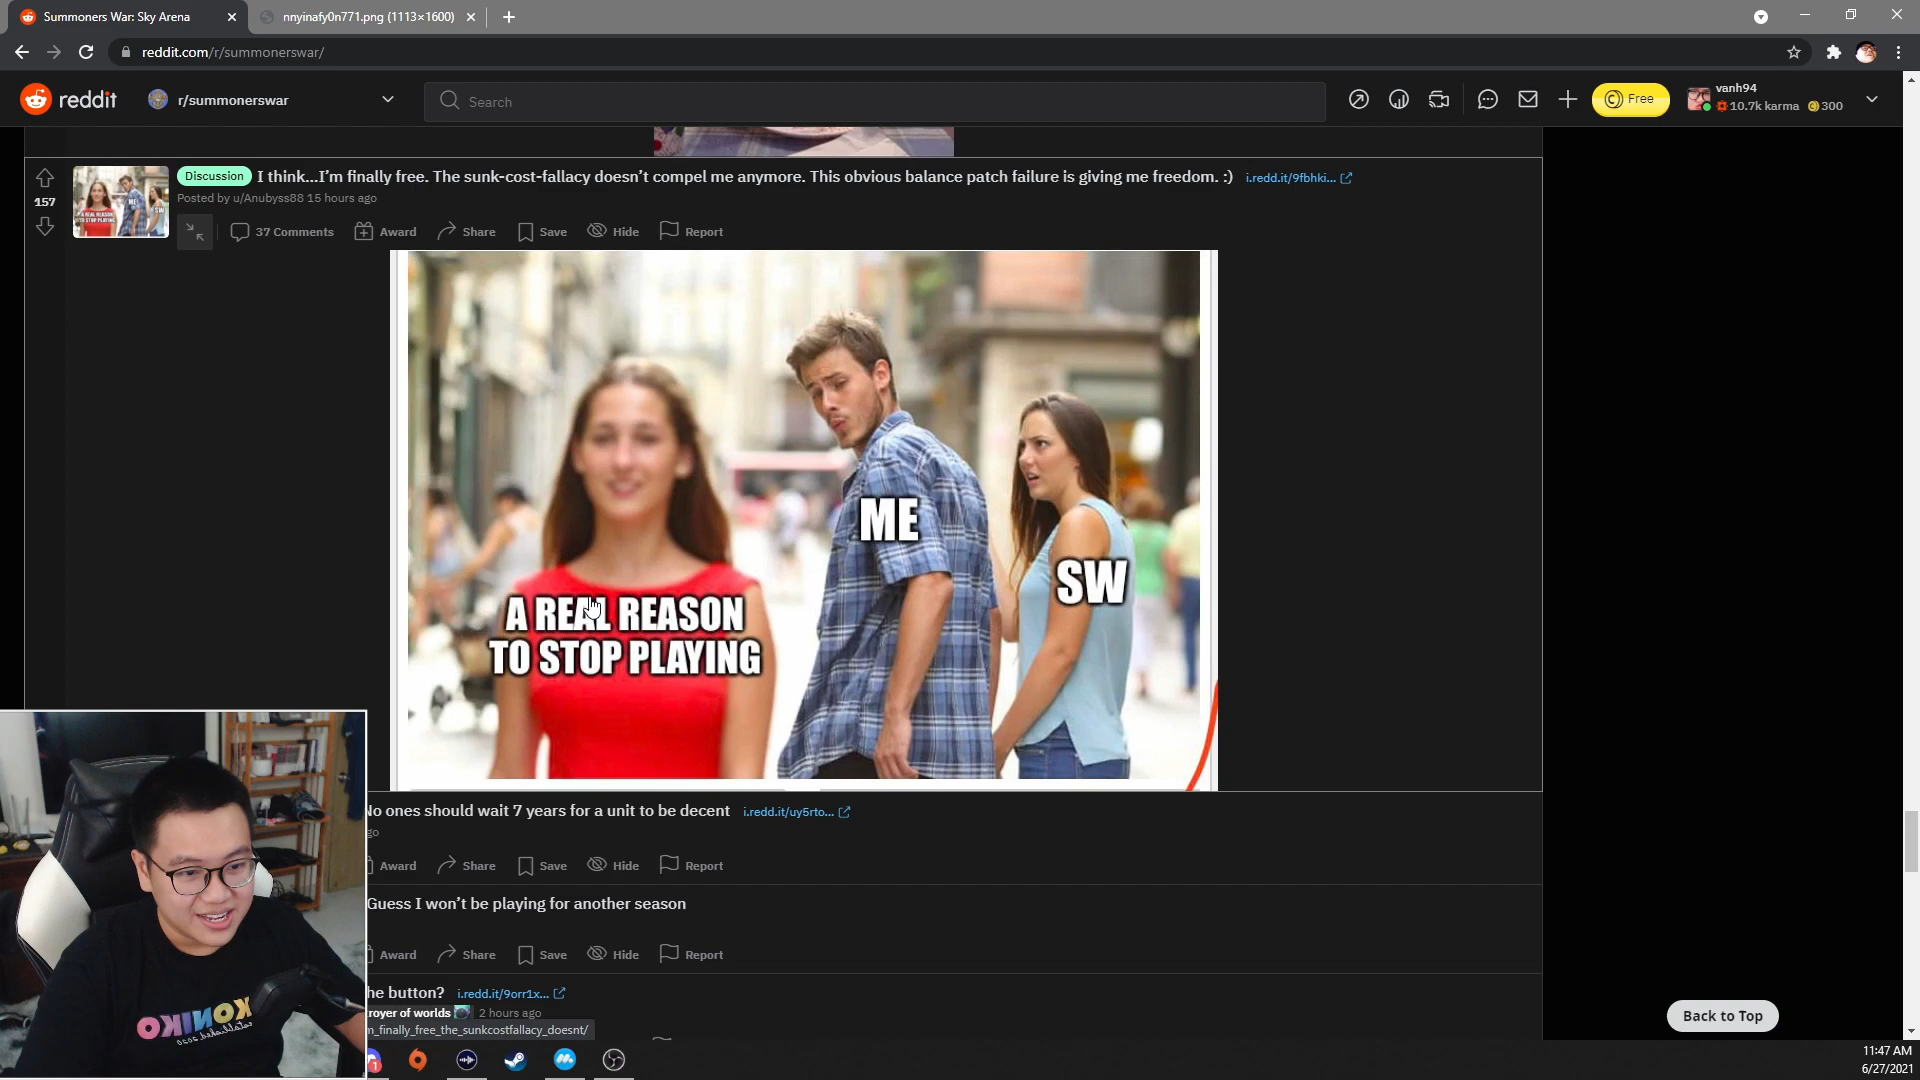 Summoners War: Sky Arena
nnyinafy0n771.png (1113×1600)
reddit.com/r/summonerswar/
reddit
r/summonerswar
Search
Free
vanh94
10.7k karma
300
157
Discussion
I think...I'm finally free. The sunk-cost-fallacy doesn't compel me anymore. This obvious balance patch failure is giving me freedom. :)
i.redd.it/9fbhki...
Posted by u/Anubyss88 15 hours ago
37 Comments Award Share Save Hide Report
A REAL REASON
TO STOP PLAYING
ME
SW
No ones should wait 7 years for a unit to be decent
i.redd.it/uy5rto...
go
Award Share Save Hide Report
Guess I won't be playing for another season
Award Share Save Hide Report
he button?
i.redd.it/9orr1x...
royer of worlds
2 hours ago
m_finally_free_the_sunkcostfallacy_doesnt/
Back to Top
KONIKO
1
11:47 AM
6/27/2021